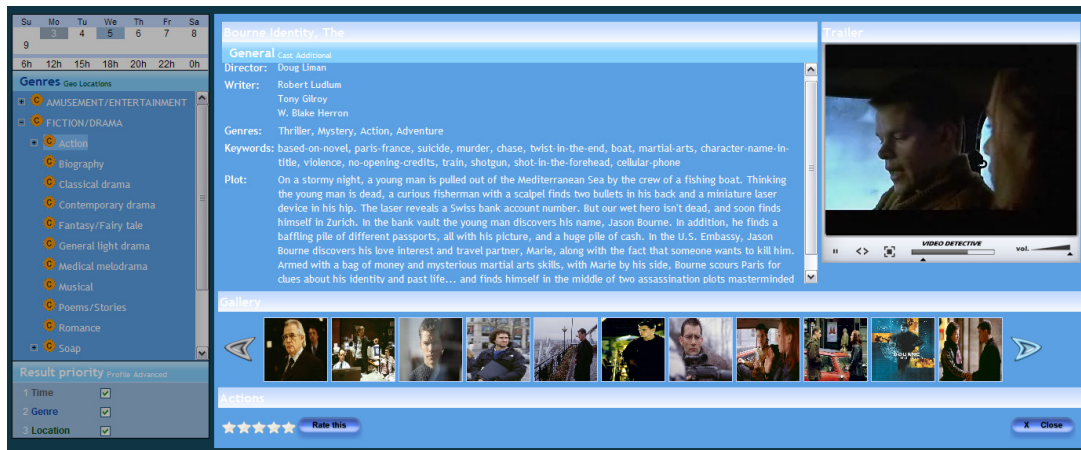 Su Mo Tu We Th Fr Sa
3 4 5 6 7 8
9
6h 12h 15h 18h 20h 22h 0h
Genres Geo Locations
C AMUSEMENT/ENTERTAINMENT
C FICTION/DRAMA
C Action
C Biography
C Classical drama
C Contemporary drama
C Fantasy/Fairy tale
C General light drama
C Medical melodrama
C Musical
C Poems/Stories
C Romance
C Soap
Result priority Profile Advanced
1 Time
2 Genre
3 Location
Bourne Identity, The
General Cast Additional
Director: Doug Liman
Writer: Robert Ludlum
Tony Gilroy
W. Blake Herron
Genres: Thriller, Mystery, Action, Adventure
Keywords: based-on-novel, paris-france, suicide, murder, chase, twist-in-the-end, boat, martial-arts, character-name-in-
title, violence, no-opening-credits, train, shotgun, shot-in-the-forehead, cellular-phone
Plot: On a stormy night, a young man is pulled out of the Mediterranean Sea by the crew of a fishing boat. Thinking
the young man is dead, a curious fisherman with a scalpel finds two bullets in his back and a miniature laser
device in his hip. The laser reveals a Swiss bank account number. But our wet hero isn't dead, and soon finds
himself in Zurich. In the bank vault the young man discovers his name, Jason Bourne. In addition, he finds a
baffling pile of different passports, all with his picture, and a huge pile of cash. In the U.S. Embassy, Jason
Bourne discovers his love interest and travel partner, Marie, along with the fact that someone wants to kill him.
Armed with a bag of money and mysterious martial arts skills, with Marie by his side, Bourne scours Paris for
clues about his identity and past life... and finds himself in the middle of two assassination plots masterminded
Trailer
VIDEO DETECTIVE
vol.
Gallery
BOURNE
Actions
Rate this
X Close